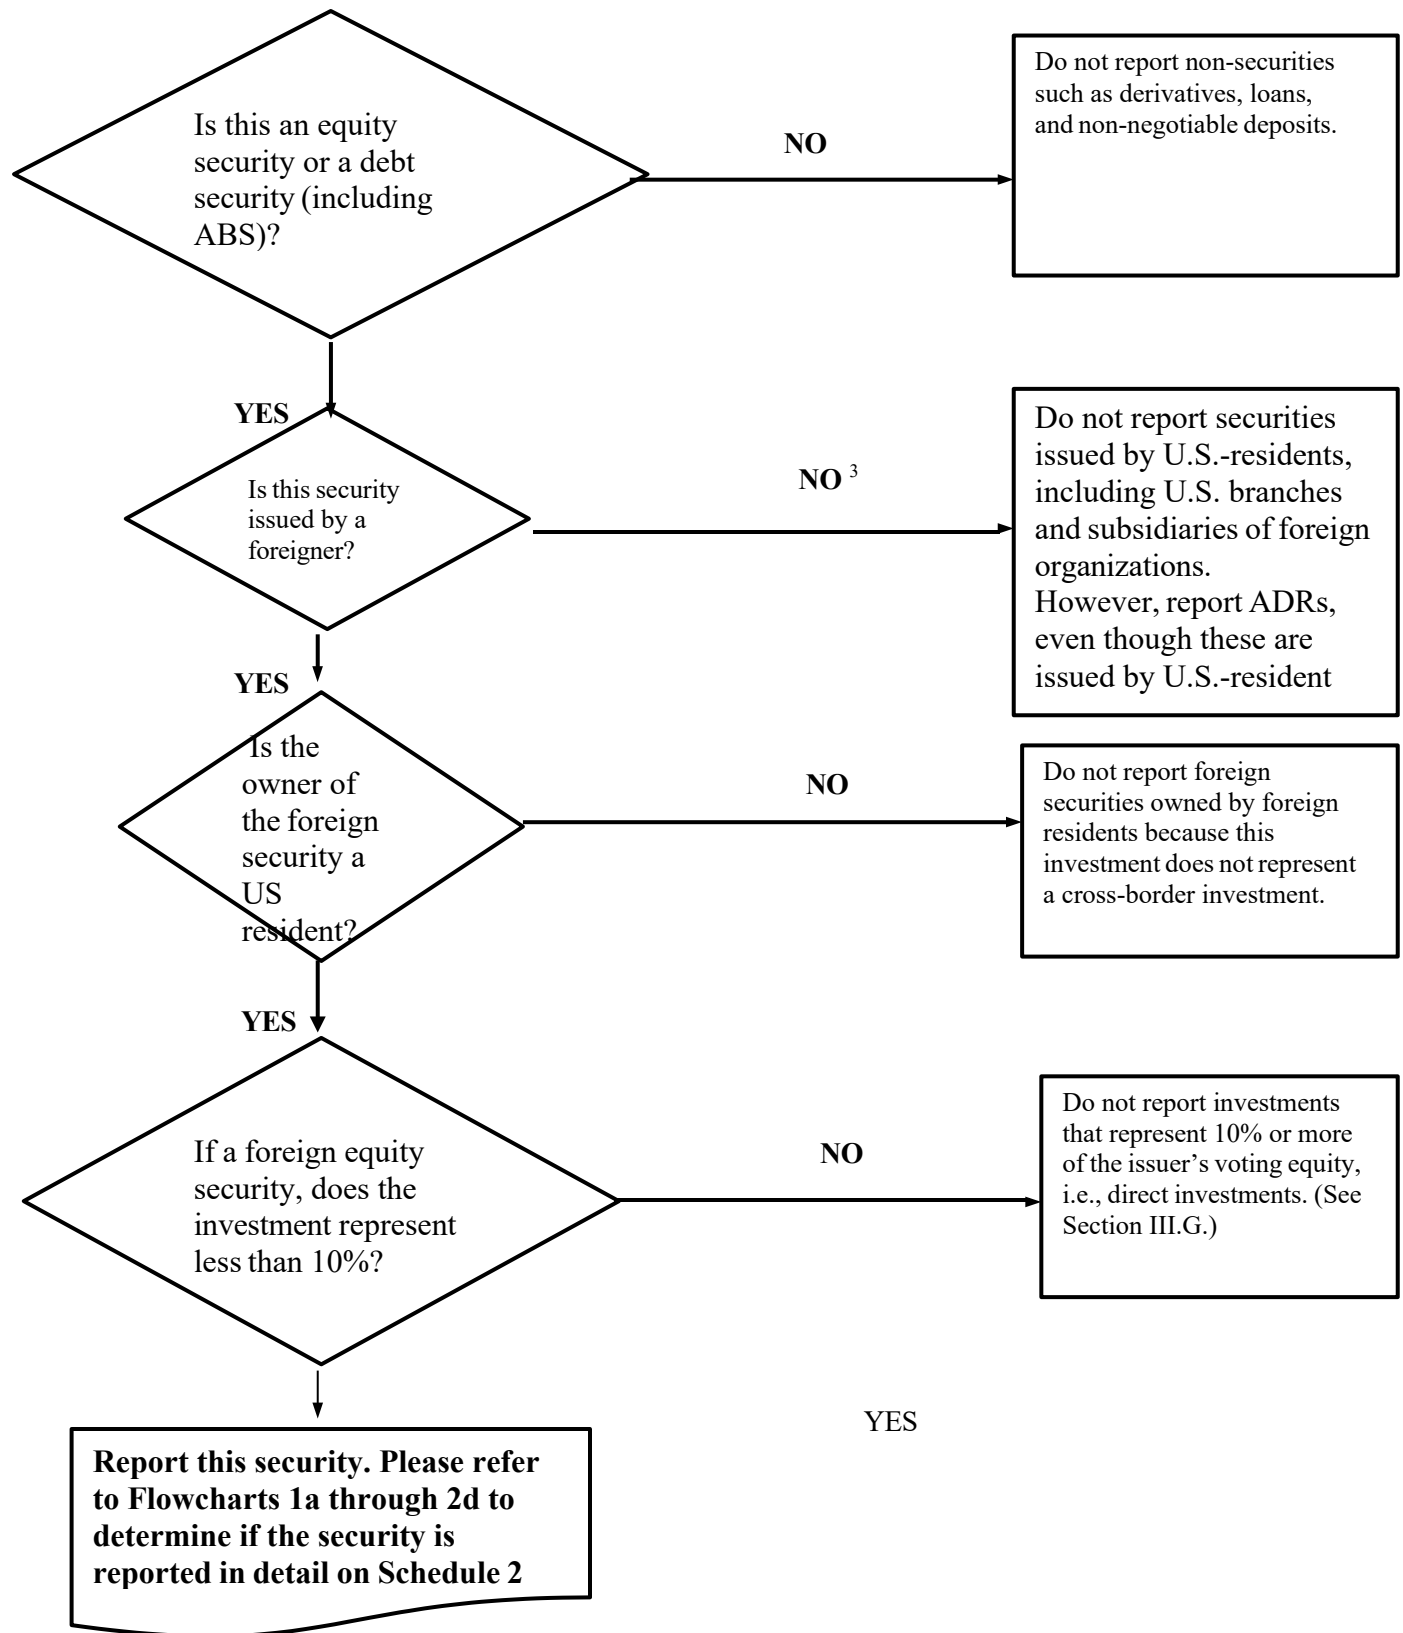 Is this an equity
security or a debt
security (including
ABS)?
NO
Do not report non-securities
such as derivatives, loans,
and non-negotiable deposits.
YES
Is this security
issued by a
foreigner?
NO 3
Do not report securities
issued by U.S.-residents,
including U.S. branches
and subsidiaries of foreign
organizations.
However, report ADRs,
even though these are
issued by U.S.-resident
YES
Is the
owner of
the foreign
security a
US
resident?
NO
Do not report foreign
securities owned by foreign
residents because this
investment does not represent
a cross-border investment.
YES
If a foreign equity
security, does the
investment represent
less than 10%?
NO
Do not report investments
that represent 10% or more
of the issuer’s voting equity,
i.e., direct investments. (See
Section III.G.)
YES
Report this security. Please refer
to Flowcharts 1a through 2d to
determine if the security is
reported in detail on Schedule 2